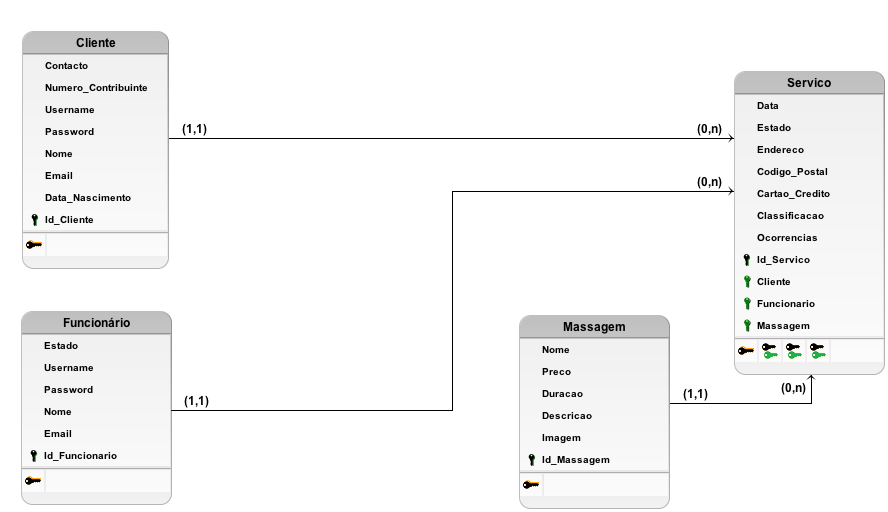 Cliente
Contacto
Numero_Contribuinte
Username
Password
Nome
Email
Data_Nascimento
Id_Cliente
(1,1)
(0,n)
(0,n)
Servico
Data
Estado
Endereco
Codigo_Postal
Cartao_Credito
Classificacao
Ocorrencias
Id_Servico
Cliente
Funcionario
Massagem
Funcionário
Estado
Username
Password
Nome
Email
Id_Funcionario
(1,1)
Massagem
Nome
Preco
Duracao
Descricao
Imagem
Id_Massagem
(1,1)
(0,n)